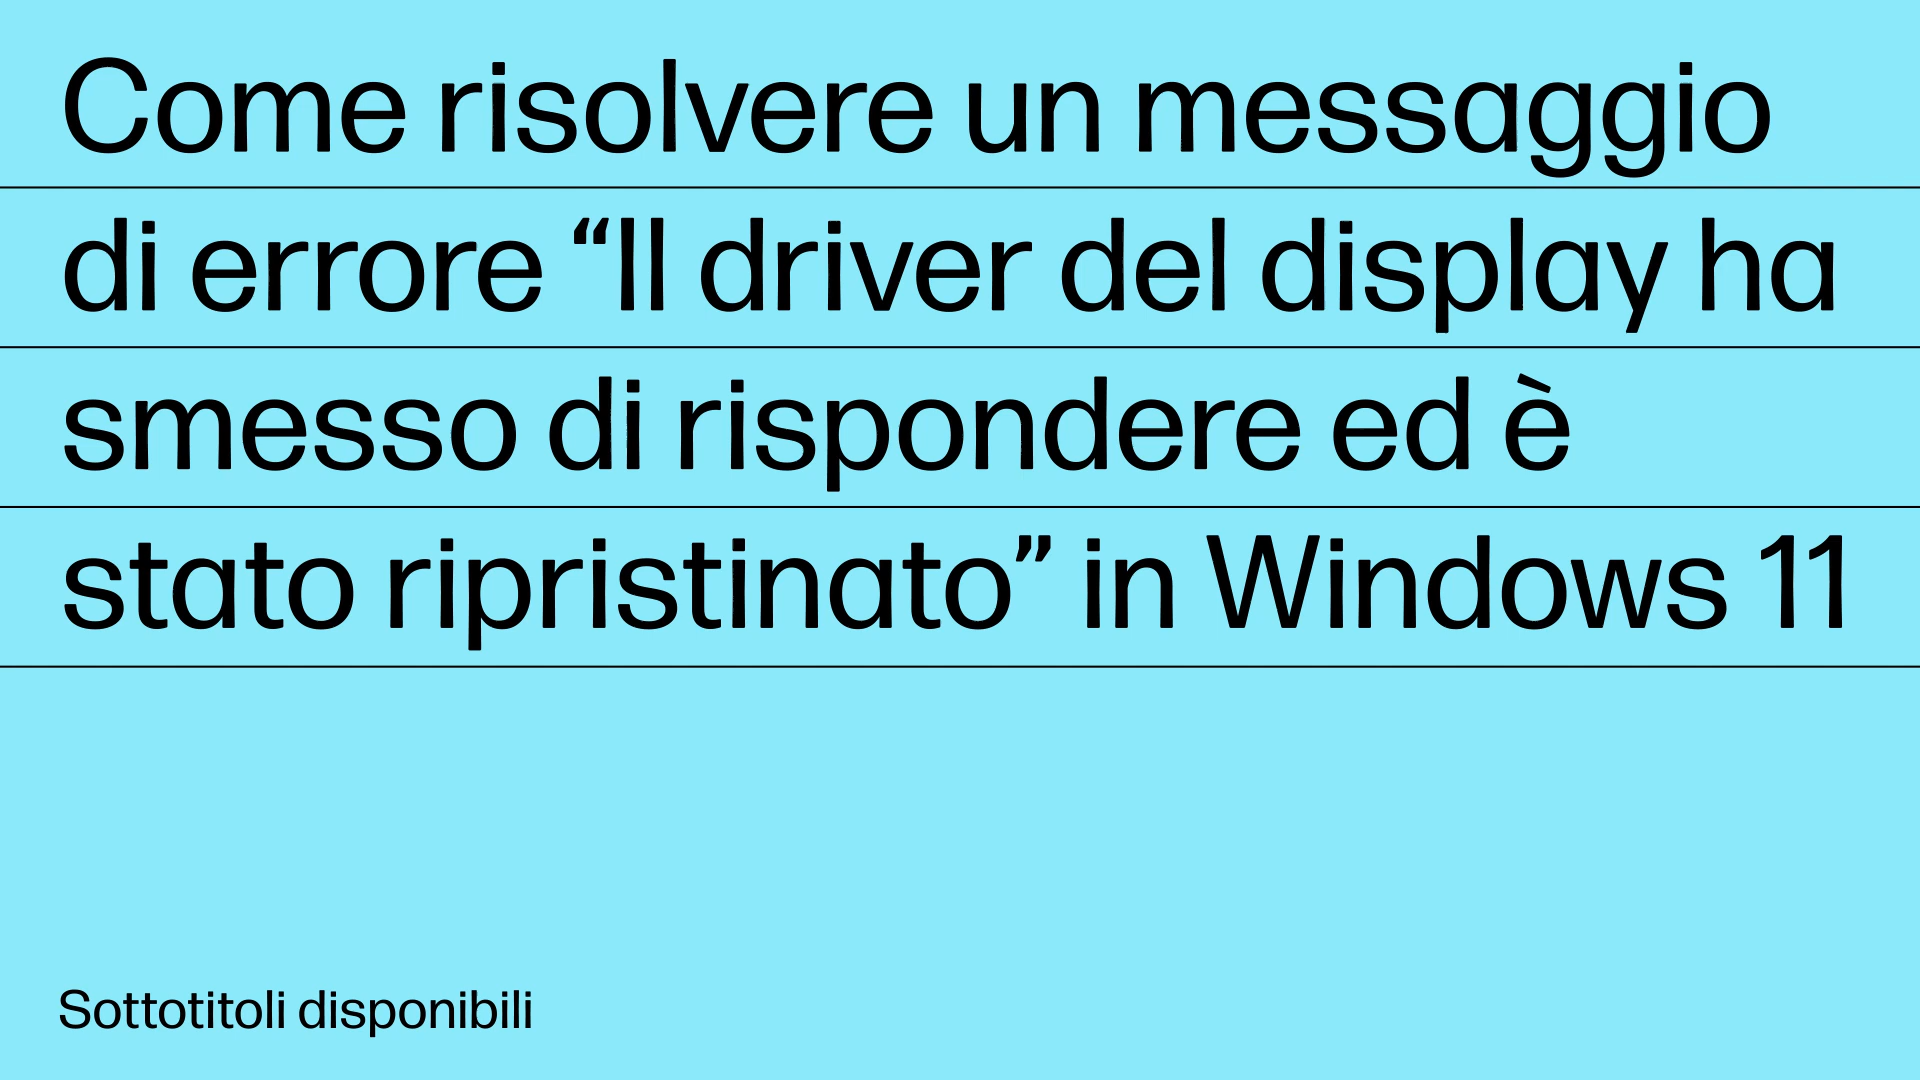 Come risolvere un messaggio
di errore “Il driver del display ha
smesso di rispondere ed è
stato ripristinato” in Windows 11
Sottotitoli disponibili